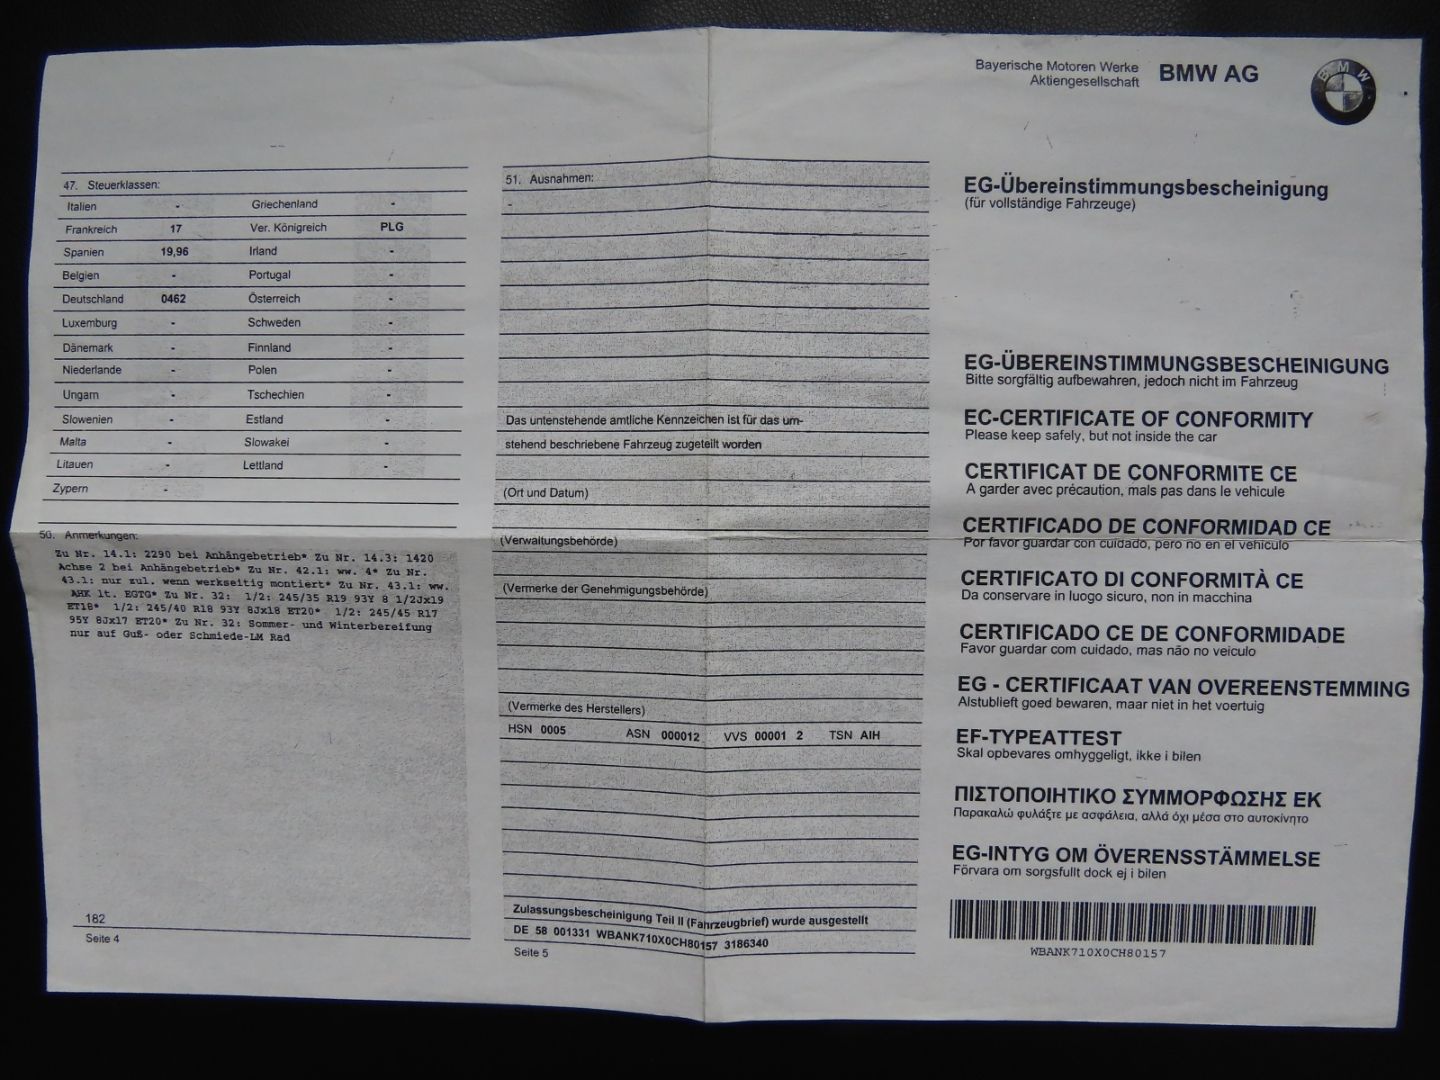 47. Steuerklassen:
Italien - Griechenland -
Frankreich 17 Ver. Königreich PLG
Spanien 19,96 Irland -
Belgien - Portugal -
Deutschland 0462 Österreich -
Luxemburg - Schweden -
Dänemark - Finnland -
Niederlande - Polen -
Ungarn - Tschechien -
Slowenien - Estland -
Malta - Slowakei -
Litauen - Lettland -
Zypern -
50. Anmerkungen:
Zu Nr. 14.1: 2290 bei Anhängebetrieb* Zu Nr. 14.3: 1420
Achse 2 bei Anhängebetrieb* Zu Nr. 42.1: ww. 4* Zu Nr.
43.1: nur zul. wenn werkseitig montiert* Zu Nr. 43.1: ww.
AHK lt. EGTG* Zu Nr. 32: 1/2: 245/35 R19 93Y 8 1/2Jx19
ET18* 1/2: 245/40 R18 93Y 8Jx18 ET20* 1/2: 245/45 R17
95Y 8Jx17 ET20* Zu Nr. 32: Sommer- und Winterbereifung
nur auf Guß- oder Schmiede-LM Rad
182
Seite 4
51. Ausnahmen:
-
Das untenstehende amtliche Kennzeichen ist für das um-
stehend beschriebene Fahrzeug zugeteilt worden
(Ort und Datum)
(Verwaltungsbehörde)
(Vermerke der Genehmigungsbehörde)
(Vermerke des Herstellers)
HSN 0005 ASN 000012 VVS 00001 2 TSN AIH
Zulassungsbescheinigung Teil II (Fahrzeugbrief) wurde ausgestellt
DE 58 001331 WBANK710X0CH80157 3186340
Seite 5
Bayerische Motoren Werke
Aktiengesellschaft
BMW AG
BMW
EG-Übereinstimmungsbescheinigung
(für vollständige Fahrzeuge)
EG-ÜBEREINSTIMMUNGSBESCHEINIGUNG
Bitte sorgfältig aufbewahren, jedoch nicht im Fahrzeug
EC-CERTIFICATE OF CONFORMITY
Please keep safely, but not inside the car
CERTIFICAT DE CONFORMITE CE
A garder avec précaution, mals pas dans le vehicule
CERTIFICADO DE CONFORMIDAD CE
Por favor guardar con cuidado, pero no en el vehículo
CERTIFICATO DI CONFORMITÀ CE
Da conservare in luogo sicuro, non in macchina
CERTIFICADO CE DE CONFORMIDADE
Favor guardar com cuidado, mas não no veiculo
EG - CERTIFICAAT VAN OVEREENSTEMMING
Alstublieft goed bewaren, maar niet in het voertuig
EF-TYPEATTEST
Skal opbevares omhyggeligt, ikke i bilen
ΠΙΣΤΟΠΟΙΗΤΙΚΟ ΣΥΜΜΟΡΦΩΣΗΣ ΕΚ
Παρακαλώ φυλάξτε με ασφάλεια, αλλά όχι μέσα στο αυτοκίνητο
EG-INTYG OM ÖVERENSSTÄMMELSE
Förvara om sorgsfullt dock ej i bilen
WBANK710X0CH80157